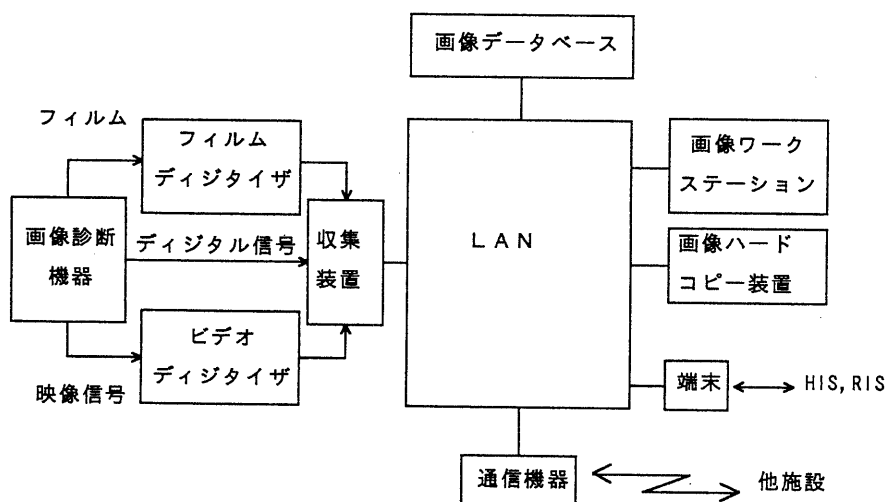 画像データベース
フィルム
フィルム
ディジタイザ
画像ワーク
ステーション
画像診断
機器
ディジタル信号
収集
装置
LAN
画像ハード
コピー装置
ビデオ
ディジタイザ
映像信号
端末
HIS, RIS
通信機器
他施設